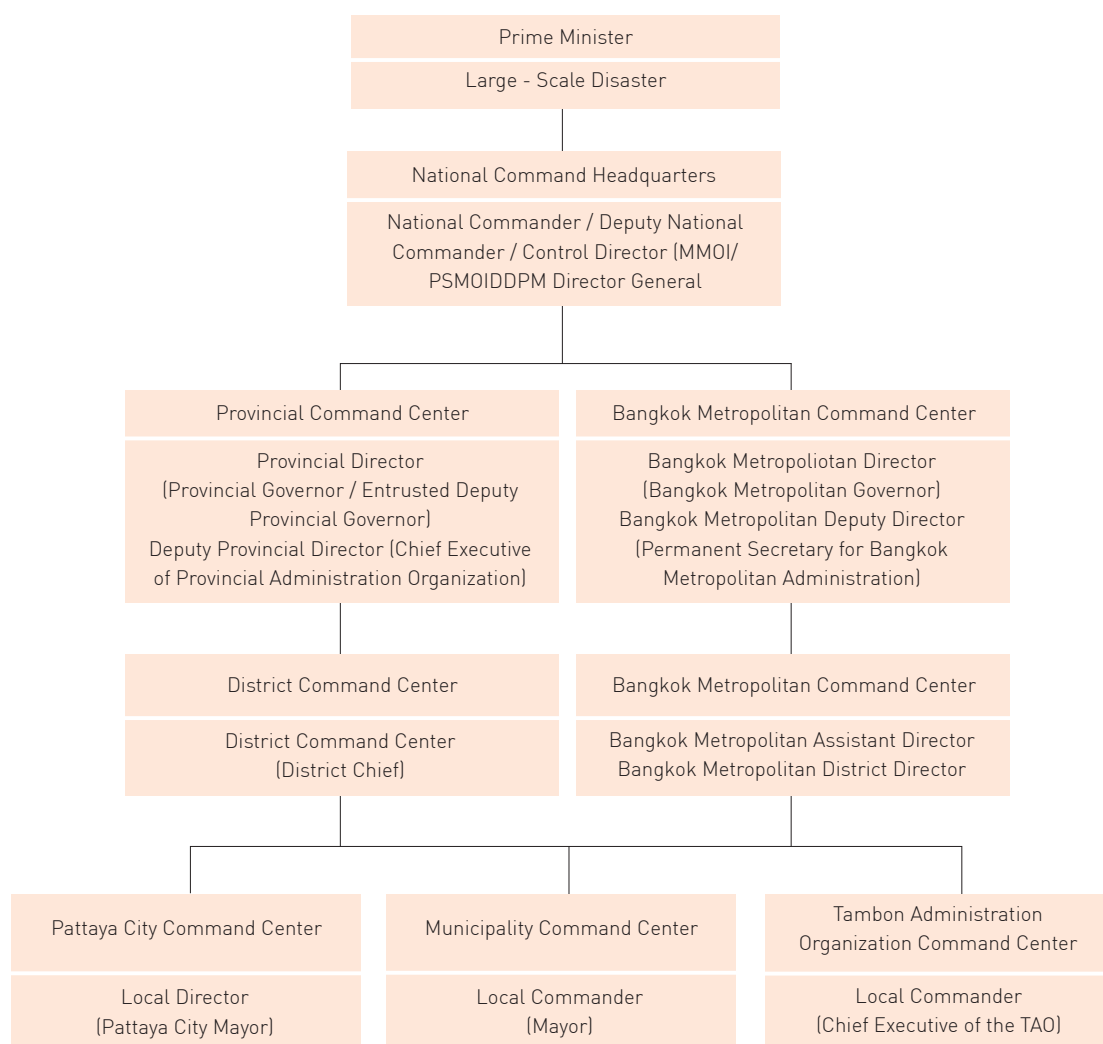 Prime Minister
Large - Scale Disaster
National Command Headquarters
National Commander / Deputy National
Commander / Control Director (MMOI/
PSMOIDDPM Director General
Provincial Command Center
Provincial Director
(Provincial Governor / Entrusted Deputy
Provincial Governor)
Deputy Provincial Director (Chief Executive
of Provincial Administration Organization)
Bangkok Metropolitan Command Center
Bangkok Metropoliotan Director
(Bangkok Metropolitan Governor)
Bangkok Metropolitan Deputy Director
(Permanent Secretary for Bangkok
Metropolitan Administration)
District Command Center
District Command Center
(District Chief)
Bangkok Metropolitan Command Center
Bangkok Metropolitan Assistant Director
Bangkok Metropolitan District Director
Pattaya City Command Center
Local Director
(Pattaya City Mayor)
Municipality Command Center
Local Commander
(Mayor)
Tambon Administration
Organization Command Center
Local Commander
(Chief Executive of the TAO)